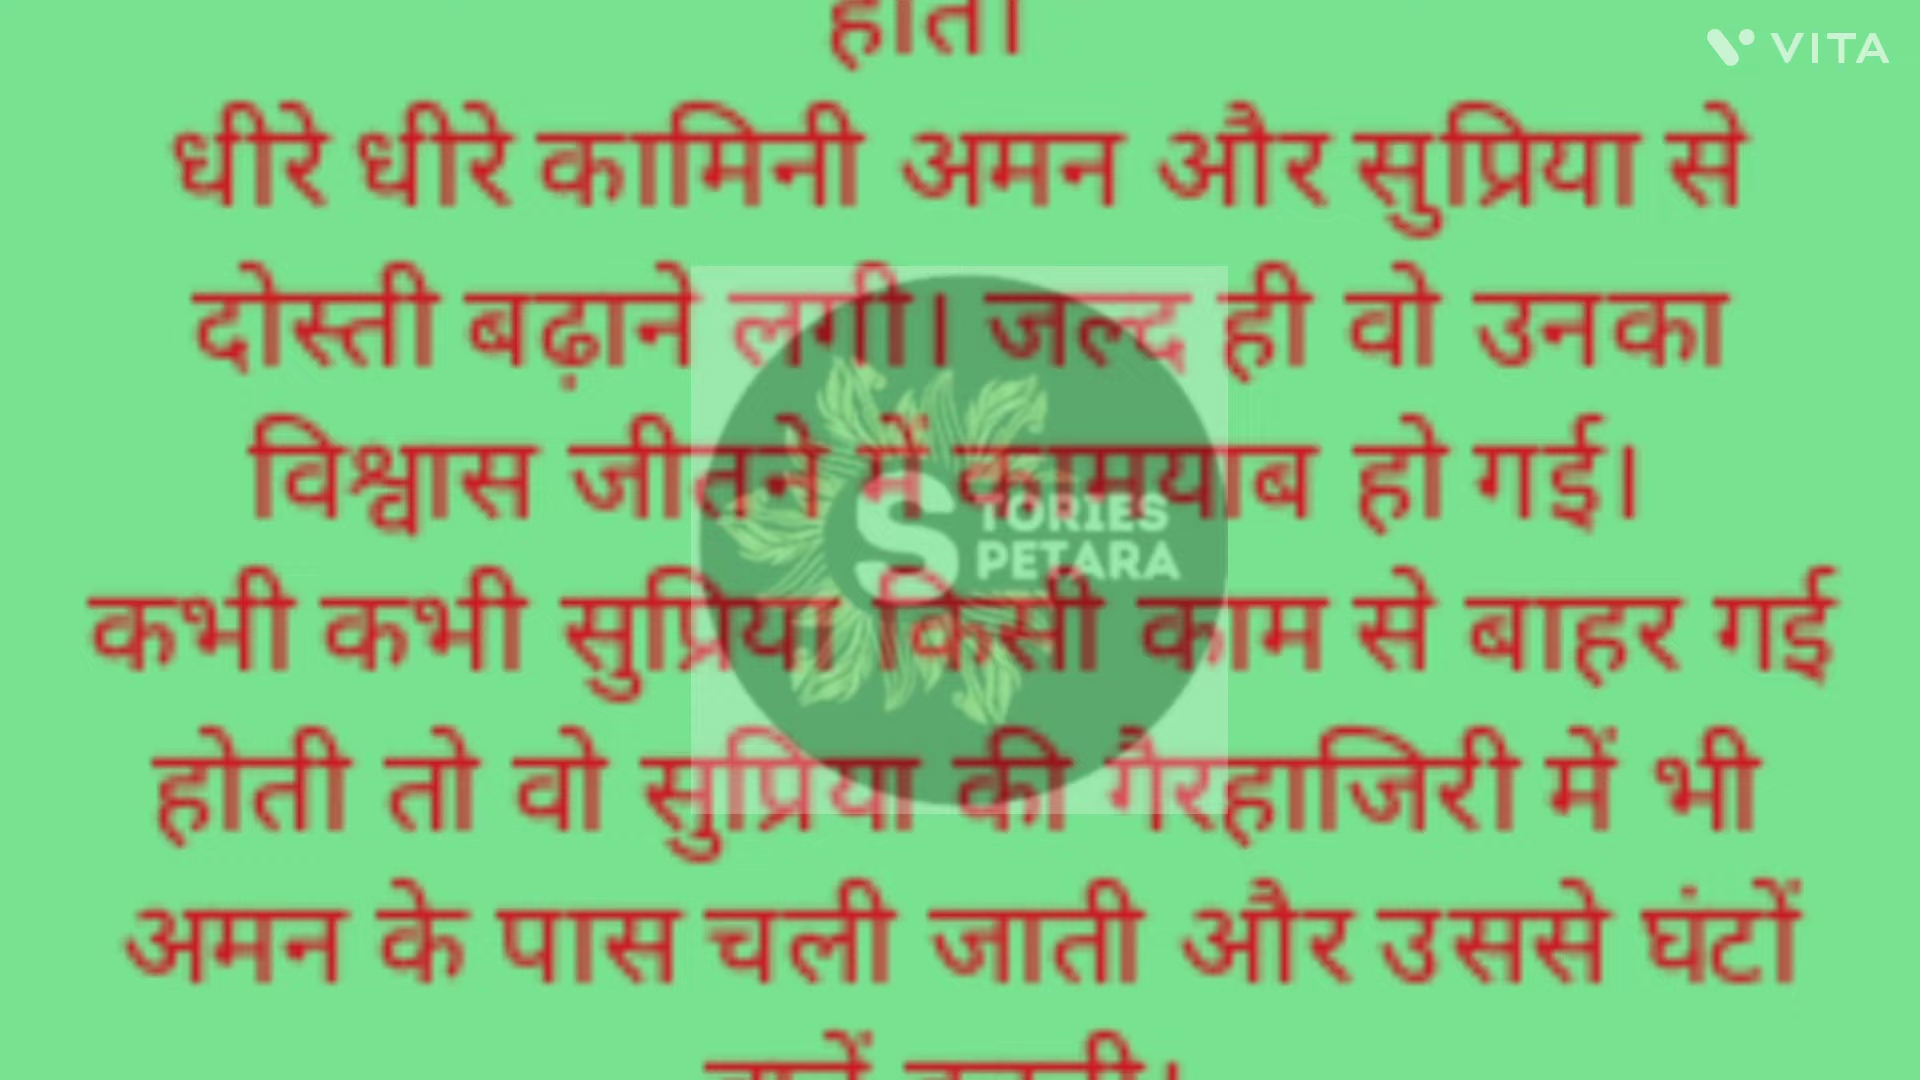 होता।
VITA
धीरे धीरे कामिनी अमन और सुप्रिया से
दोस्ती बढ़ाने लगी। जल्द ही वो उनका
विश्वास जीतने में कामयाब हो गई।
STORIES
PETARA
कभी कभी सुप्रिया किसी काम से बाहर गई
होती तो वो सुप्रिया की गैरहाजिरी में भी
अमन के पास चली जाती और उससे घंटों